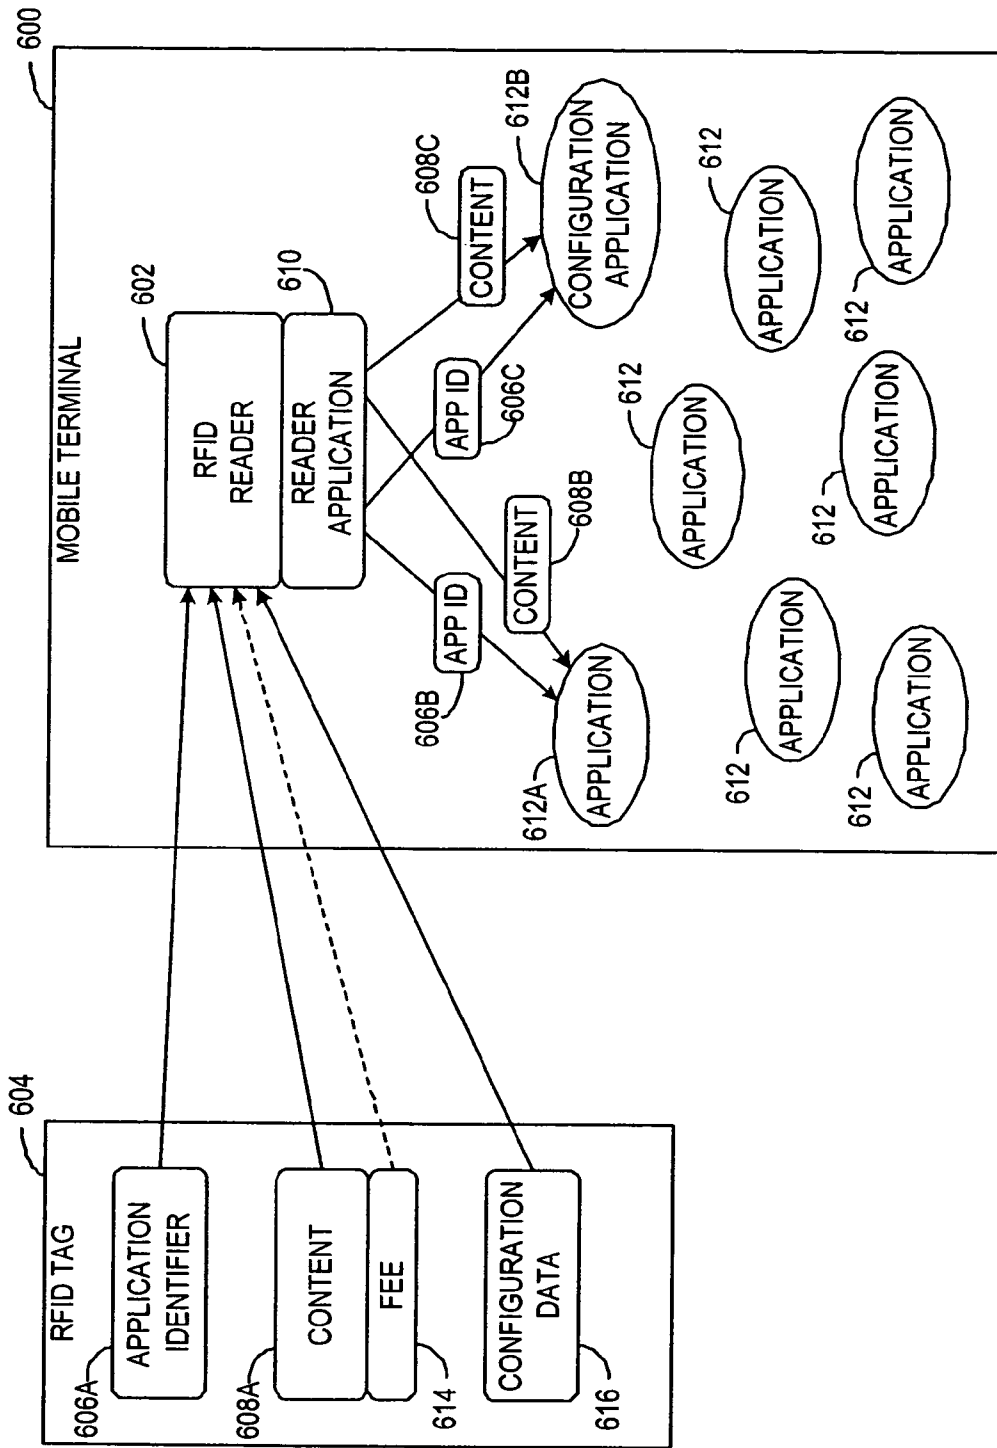 600
MOBILE TERMINAL
602
RFID
READER
610
READER
APPLICATION
608C
CONTENT
606C
APP ID
612B
CONFIGURATION
APPLICATION
606B
APP ID
608B
CONTENT
612A
APPLICATION
612
APPLICATION
612
APPLICATION
612
APPLICATION
612
APPLICATION
612
APPLICATION
612
APPLICATION
604
RFID TAG
606A
APPLICATION
IDENTIFIER
608A
CONTENT
614
FEE
616
CONFIGURATION
DATA